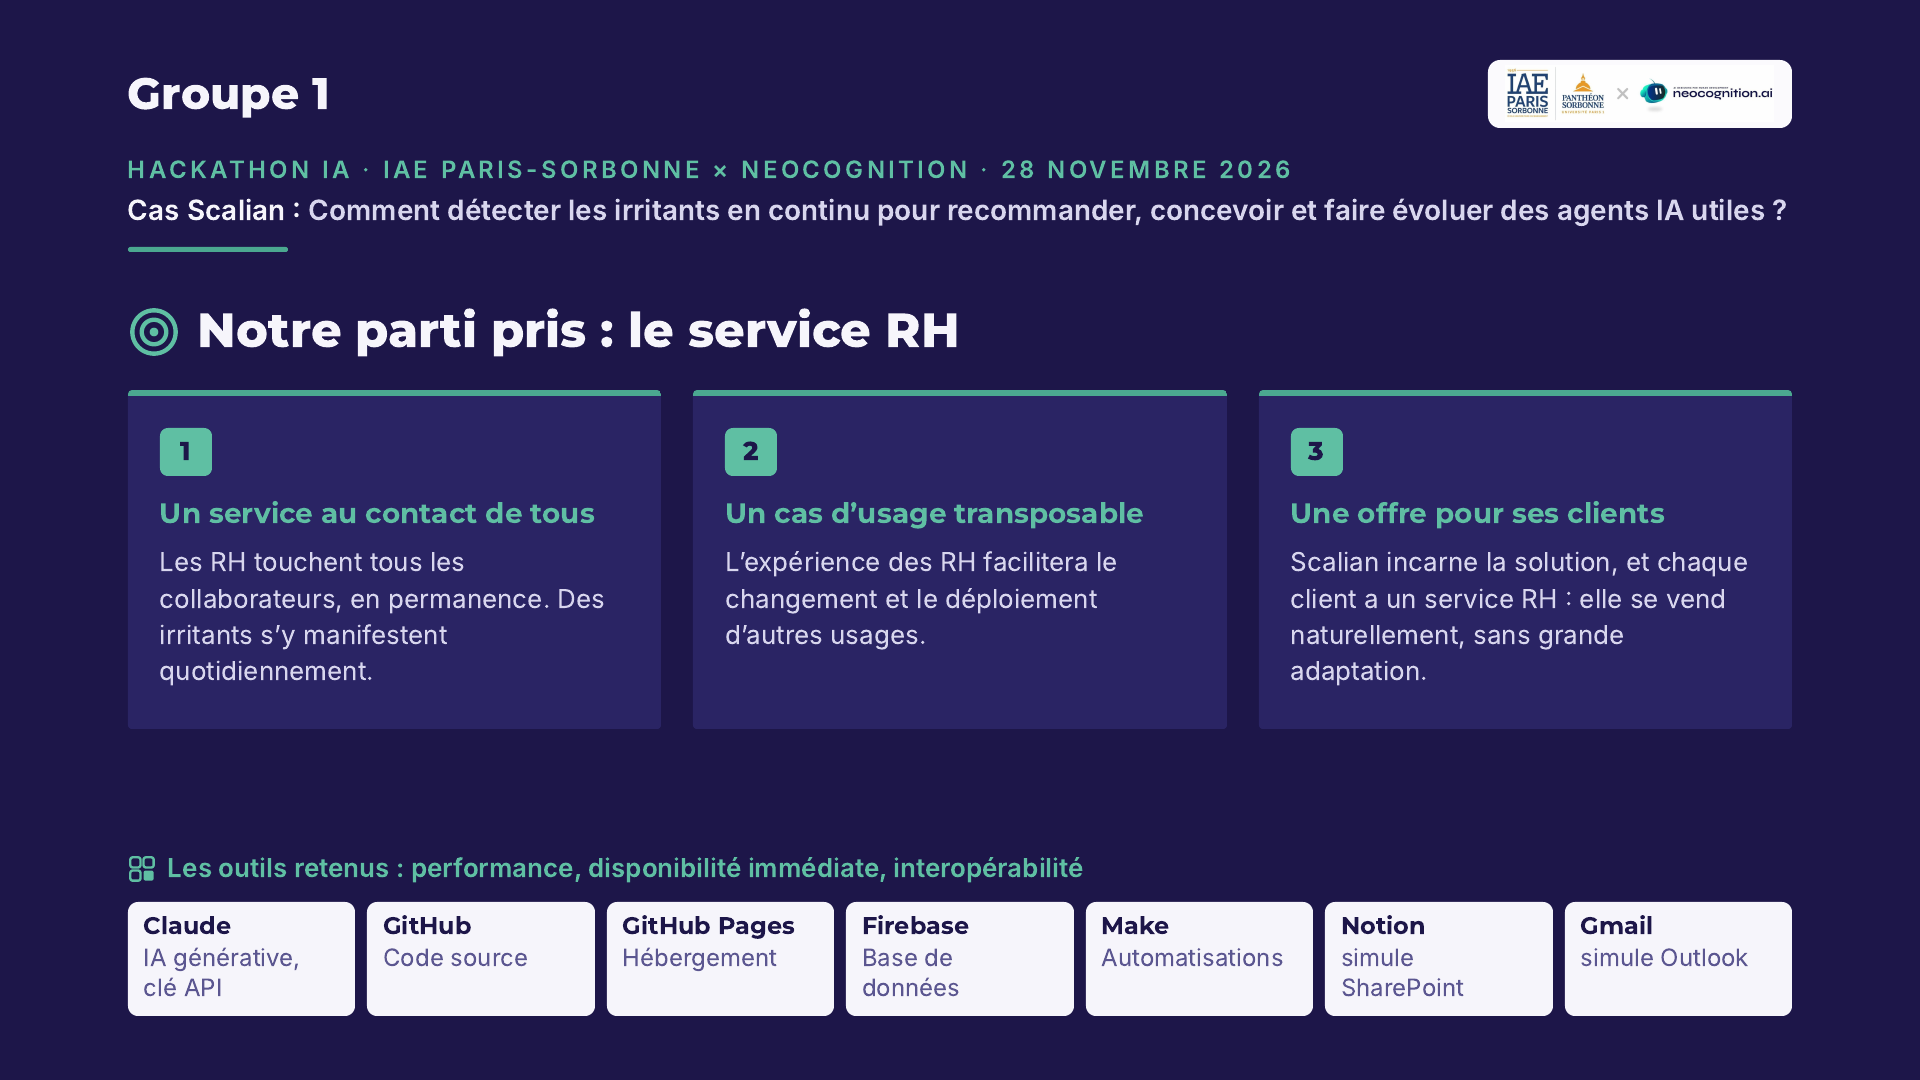 Groupe 1
IAE
PARIS
SORBONNE
PANTHÉON
SORBONNE
×
neocognition.ai
HACKATHON IA · IAE PARIS-SORBONNE × NEOCOGNITION · 28 NOVEMBRE 2026
Cas Scalian : Comment détecter les irritants en continu pour recommander, concevoir et faire évoluer des agents IA utiles ?
Notre parti pris : le service RH
1
Un service au contact de tous
Les RH touchent tous les
collaborateurs, en permanence. Des
irritants s’y manifestent
quotidiennement.
2
Un cas d’usage transposable
L’expérience des RH facilitera le
changement et le déploiement
d’autres usages.
3
Une offre pour ses clients
Scalian incarne la solution, et chaque
client a un service RH : elle se vend
naturellement, sans grande
adaptation.
Les outils retenus : performance, disponibilité immédiate, interopérabilité
Claude
IA générative,
clé API
GitHub
Code source
GitHub Pages
Hébergement
Firebase
Base de
données
Make
Automatisations
Notion
simule
SharePoint
Gmail
simule Outlook